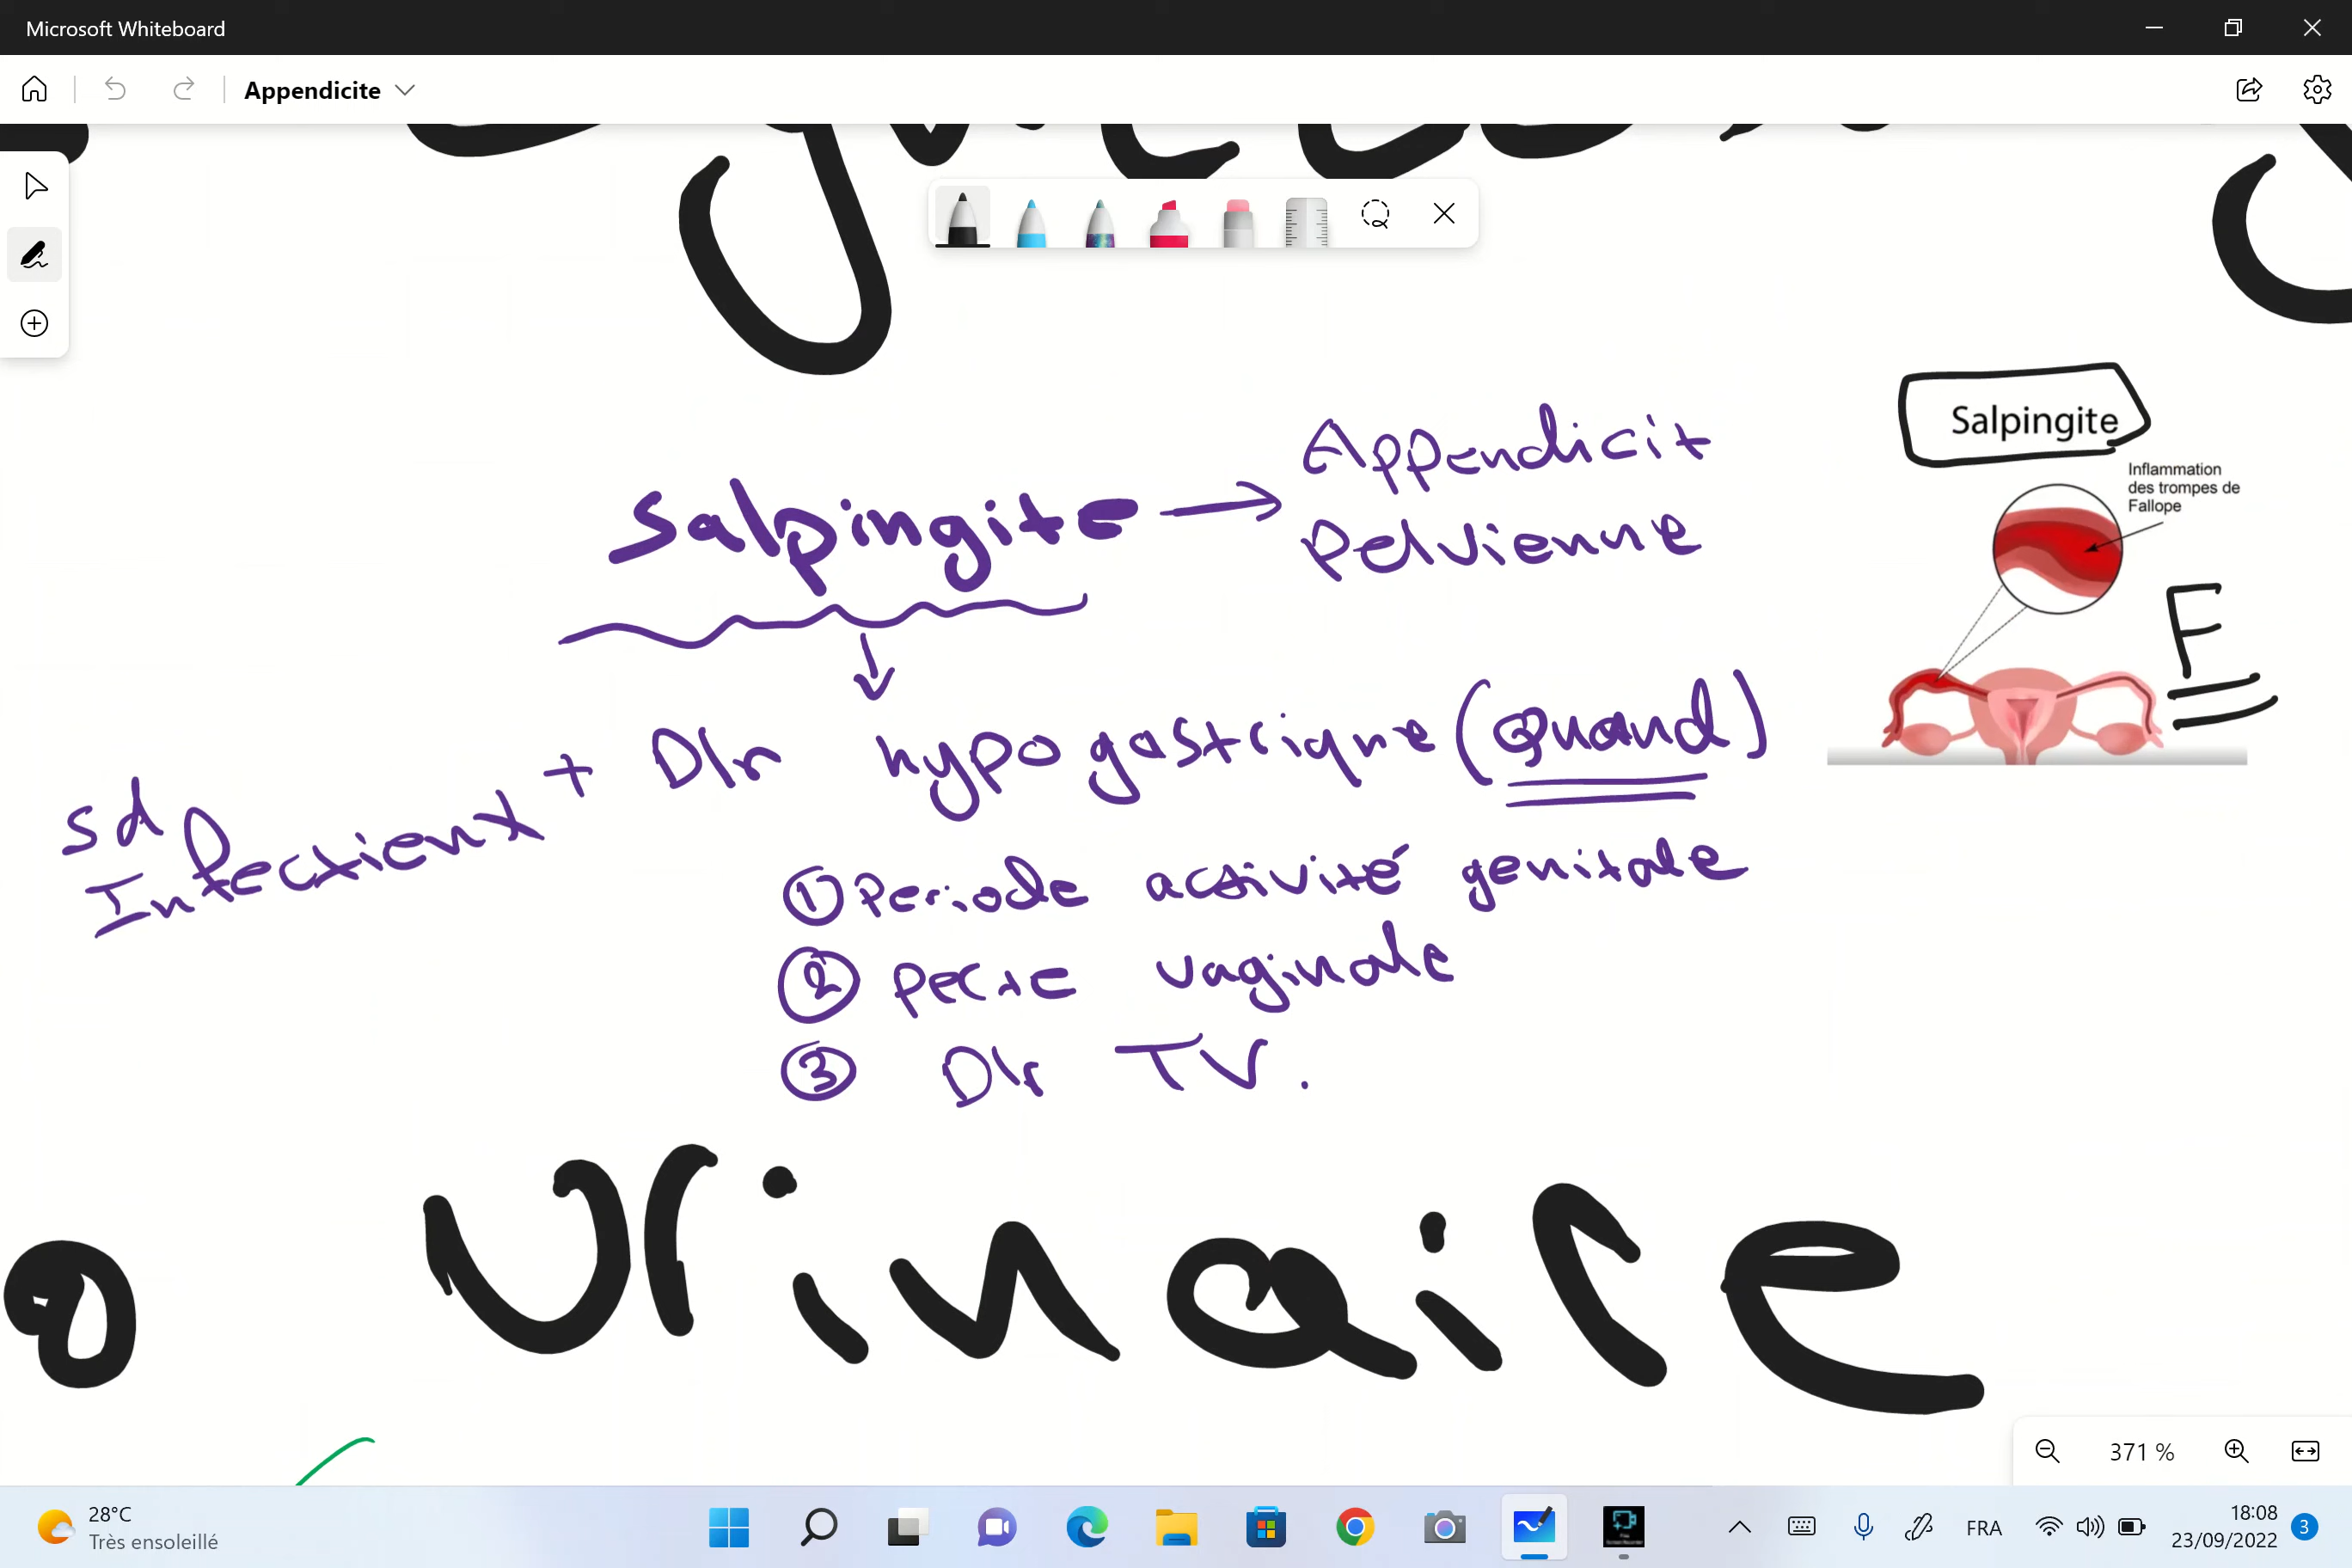 Microsoft Whiteboard
Appendicite
Salpingite
Inflammation
des trompes de
Fallope
F
Salpingite → Appendicit
Pelvienne
sd
Infectieux + Dlr hypogastrique (Quand)
① Periode activité genitale
② perte vaginale
③ Dlr TV.
Urinaire
371 %
28°C
Très ensoleillé
FRA
18:08
23/09/2022
3